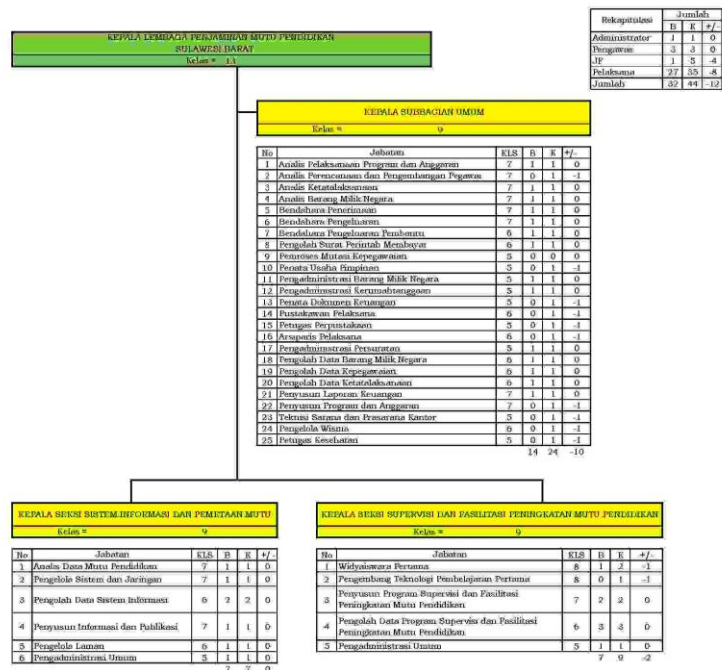 KEPALA LEMBAGA PENJAMINAN MUTU PENDIDIKAN
SULAWESI BARAT
Kelas = 13
Rekapitulasi Jumlah
B K +/-
Administrator 1 1 0
Pengawas 3 3 0
JF 1 5 -4
Pelaksana 27 35 -8
Jumlah 32 44 -12
KEPALA SUBBAGIAN UMUM
Kelas = 9
No Jabatan KLS B K +/-
1 Analis Pelaksanaan Program dan Anggaran 7 1 1 0
2 Analis Perencanaan dan Pengembangan Pegawai 7 0 1 -1
3 Analis Ketatalaksanaan 7 1 1 0
4 Analis Barang Milik Negara 7 1 1 0
5 Bendahara Penerimaan 7 1 1 0
6 Bendahara Pengeluaran 7 1 1 0
7 Bendahara Pengeluaran Pembantu 6 1 1 0
8 Pengolah Surat Perintah Membayar 6 1 1 0
9 Pemroses Mutasi Kepegawaian 5 0 0 0
10 Penata Usaha Pimpinan 5 0 1 -1
11 Pengadministrasi Barang Milik Negara 5 1 1 0
12 Pengadministrasi Kerumahtanggaan 5 1 1 0
13 Penata Dokumen Keuangan 5 0 1 -1
14 Pustakawan Pelaksana 6 0 1 -1
15 Petugas Perpustakaan 5 0 1 -1
16 Arsiparis Pelaksana 6 0 1 -1
17 Pengadministrasi Persuratan 5 1 1 0
18 Pengolah Data Barang Milik Negara 6 1 1 0
19 Pengolah Data Kepegawaian 6 1 1 0
20 Pengolah Data Ketatalaksanaan 6 1 1 0
21 Penyusun Laporan Keuangan 7 1 1 0
22 Penyusun Program dan Anggaran 7 0 1 -1
23 Teknisi Sarana dan Prasarana Kantor 5 0 1 -1
24 Pengelola Wisma 6 0 1 -1
25 Petugas Kesehatan 5 0 1 -1
14 24 -10
KEPALA SEKSI SISTEM INFORMASI DAN PEMETAAN MUTU
Kelas = 9
No Jabatan KLS B K +/-
1 Analis Data Mutu Pendidikan 7 1 1 0
2 Pengelola Sistem dan Jaringan 7 1 1 0
3 Pengolah Data Sistem Informasi 6 2 2 0
4 Penyusun Informasi dan Publikasi 7 1 1 0
5 Pengelola Laman 6 1 1 0
6 Pengadministrasi Umum 5 1 1 0
7 7 0
KEPALA SEKSI SUPERVISI DAN FASILITASI PENINGKATAN MUTU PENDIDIKAN
Kelas = 9
No Jabatan KLS B K +/-
1 Widyaiswara Pertama 8 1 2 -1
2 Pengembang Teknologi Pembelajaran Pertama 8 0 1 -1
3 Penyusun Program Supervisi dan Fasilitasi
Peningkatan Mutu Pendidikan 7 2 2 0
4 Pengolah Data Program Supervisi dan Fasilitasi
Peningkatan Mutu Pendidikan 6 3 3 0
5 Pengadministrasi Umum 5 1 1 0
7 9 -2